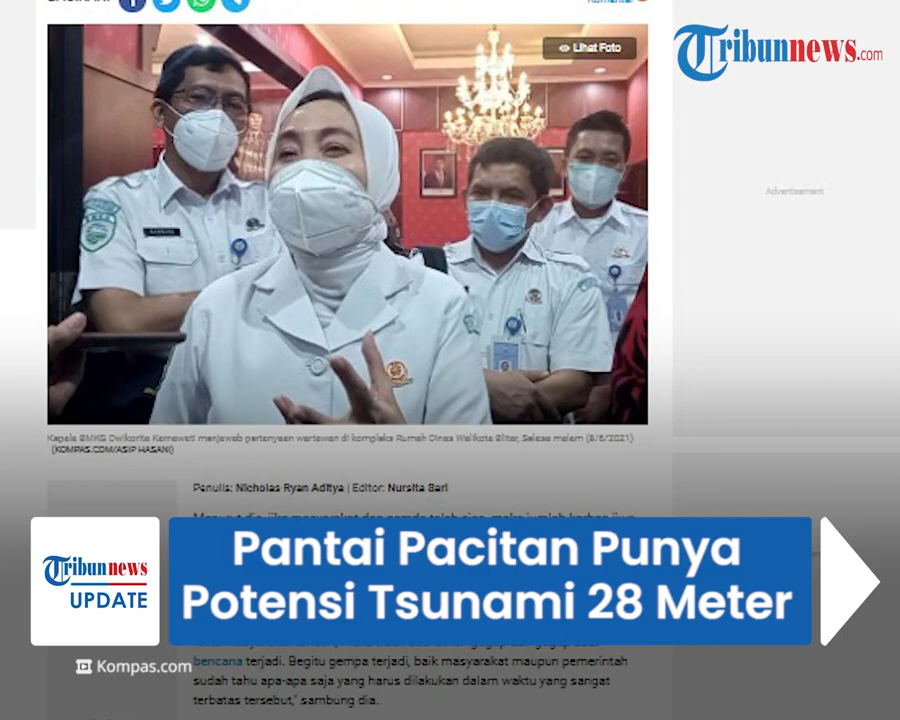 Lihat Foto
Tribunnews.com
Advertisement
Kepala BMKG Dwikorita Karnawati menjawab pertanyaan wartawan di kompleks Rumah Dinas Walikota Blitar, Selasa malam (8/6/2021)
(KOMPAS.COM/ASIP HASANI)
Penulis: Nicholas Ryan Aditya | Editor: Nursita Sari
Tribunnews
UPDATE
Pantai Pacitan Punya
Potensi Tsunami 28 Meter
Kompas.com
bencana terjadi. Begitu gempa terjadi, baik masyarakat maupun pemerintah
sudah tahu apa-apa saja yang harus dilakukan dalam waktu yang sangat
terbatas tersebut," sambung dia.